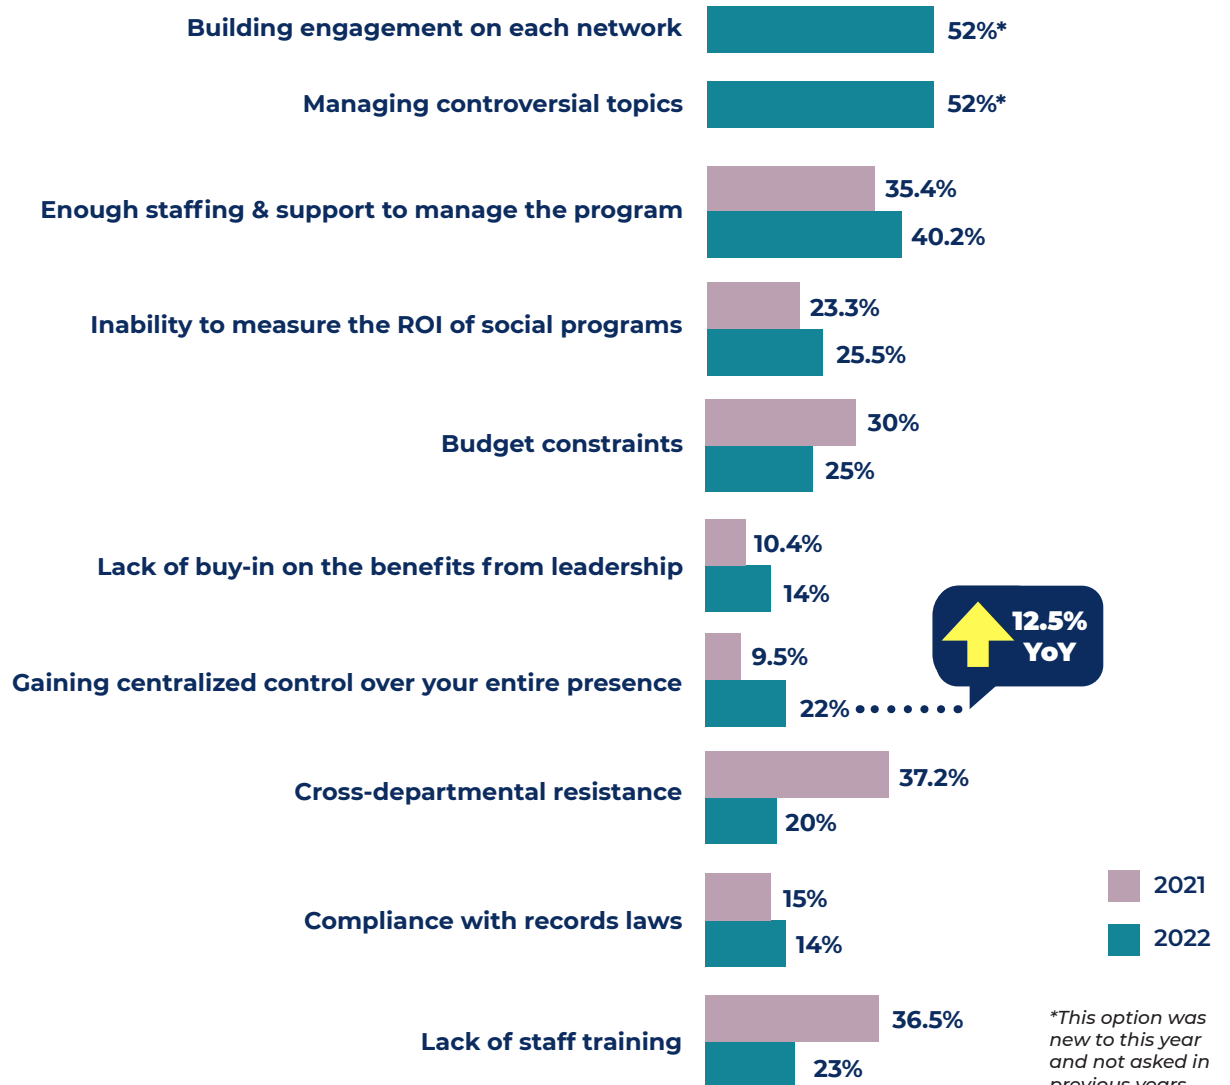 Building engagement on each network
52%*
Managing controversial topics
52%*
Enough staffing & support to manage the program
35.4%
40.2%
Inability to measure the ROI of social programs
23.3%
25.5%
Budget constraints
30%
25%
Lack of buy-in on the benefits from leadership
10.4%
14%
Gaining centralized control over your entire presence
9.5%
22%
12.5%
YoY
Cross-departmental resistance
37.2%
20%
Compliance with records laws
15%
14%
Lack of staff training
36.5%
23%
2021
2022
*This option was
new to this year
and not asked in
previous years